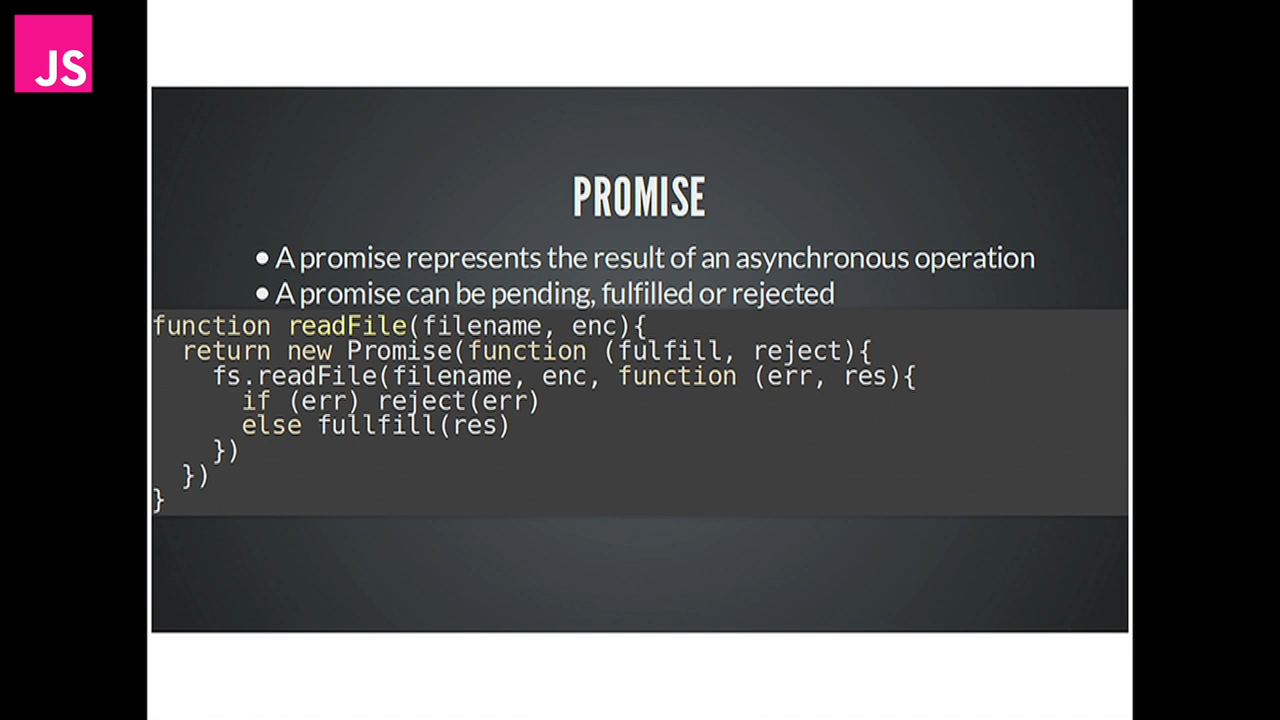 JS
PROMISE
• A promise represents the result of an asynchronous operation
• A promise can be pending, fulfilled or rejected
function readFile(filename, enc){
  return new Promise(function (fulfill, reject){
    fs.readFile(filename, enc, function (err, res){
      if (err) reject(err)
      else fullfill(res)
    })
  })
}